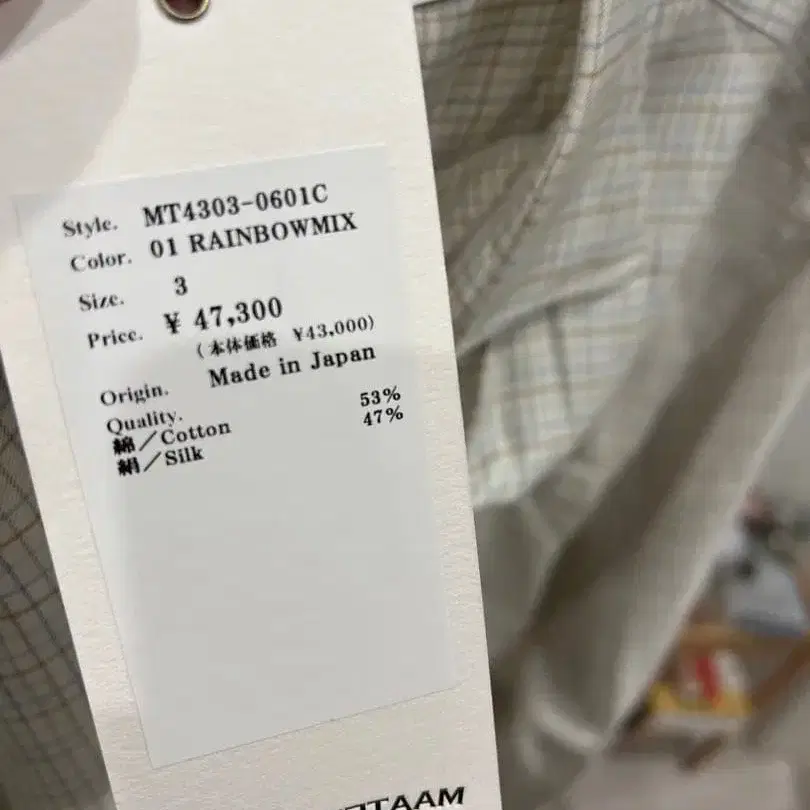 Style. MT4303-0601C
Color. 01 RAINBOWMIX
Size. 3
Price. ¥ 47,300
(本体価格 ¥43,000)
Origin. Made in Japan
Quality.
綿/Cotton 53%
絹/Silk 47%